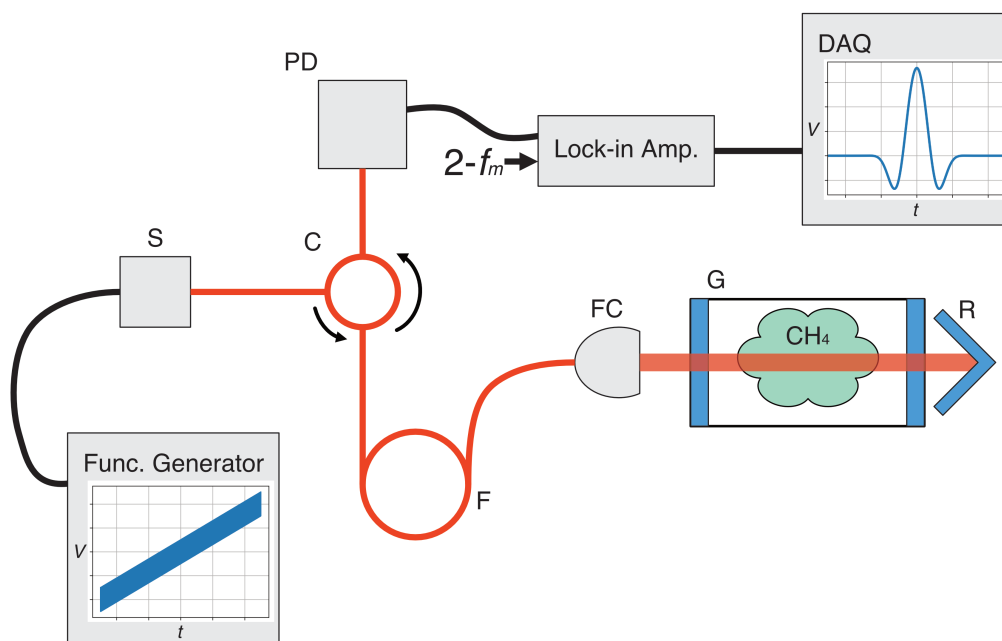 DAQ
V
t
PD
Lock-in Amp.
2-fₘ
S
C
G
FC
R
CH₄
Func. Generator
V
t
F